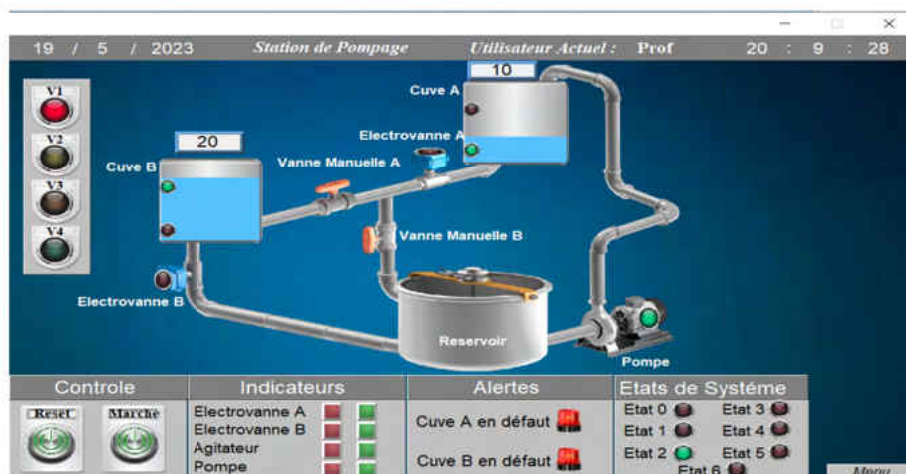 19 / 5 / 2023 Station de Pompage Utilisateur Actuel : Prof 20 : 9 : 28
V1
V2
V3
V4
10
Cuve A
Electrovanne A
20
Vanne Manuelle A
Cuve B
Vanne Manuelle B
Electrovanne B
Reservoir
Pompe
Controle
Reset
Marche
Indicateurs
Electrovanne A
Electrovanne B
Agitateur
Pompe
Alertes
Cuve A en défaut
Cuve B en défaut
Etats de Systéme
Etat 0 Etat 3
Etat 1 Etat 4
Etat 2 Etat 5
Etat 6
Menu